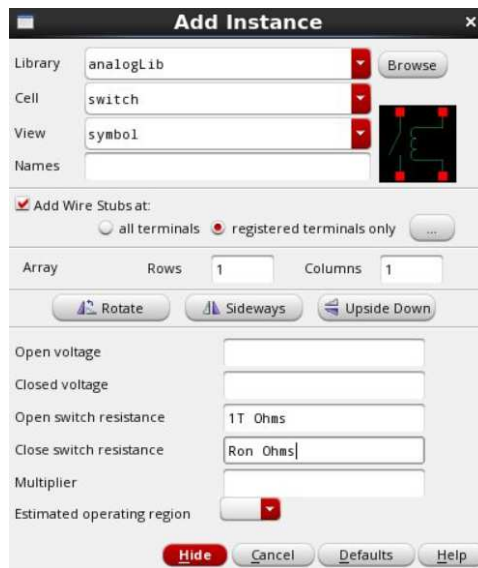 Add Instance ×
Library analogLib Browse
Cell switch
View symbol
Names
Add Wire Stubs at:
all terminals registered terminals only ...
Array Rows 1 Columns 1
Rotate Sideways Upside Down
Open voltage
Closed voltage
Open switch resistance 1T Ohms
Close switch resistance Ron Ohms
Multiplier
Estimated operating region
Hide Cancel Defaults Help